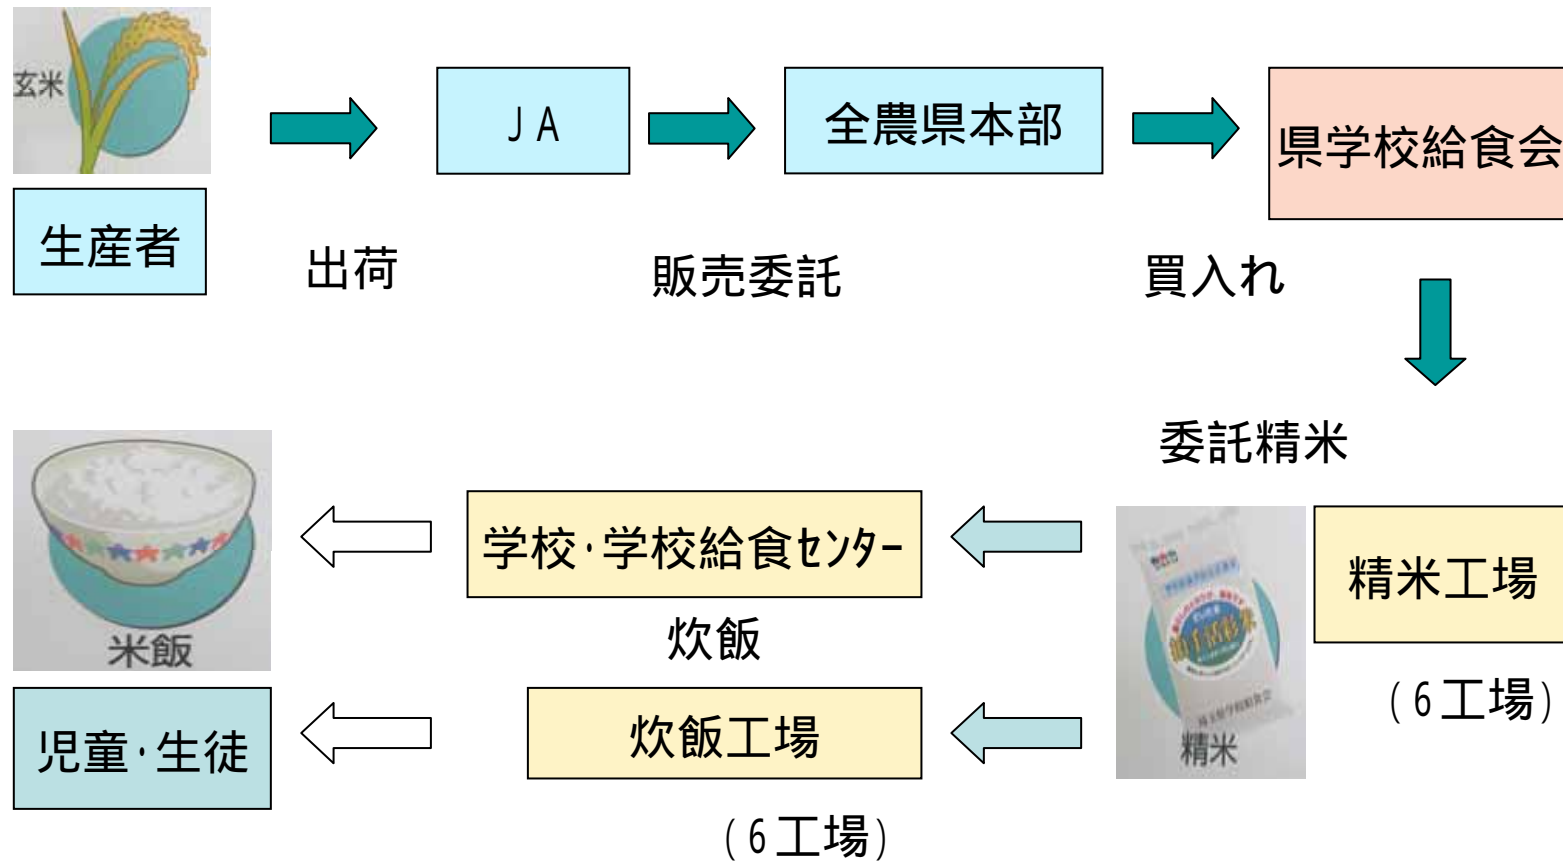 玄米
生産者
JA
全農県本部
県学校給食会
出荷
販売委託
買入れ
委託精米
精米工場
(6工場)
精米
学校・学校給食センター
炊飯
炊飯工場
(6工場)
米飯
児童・生徒